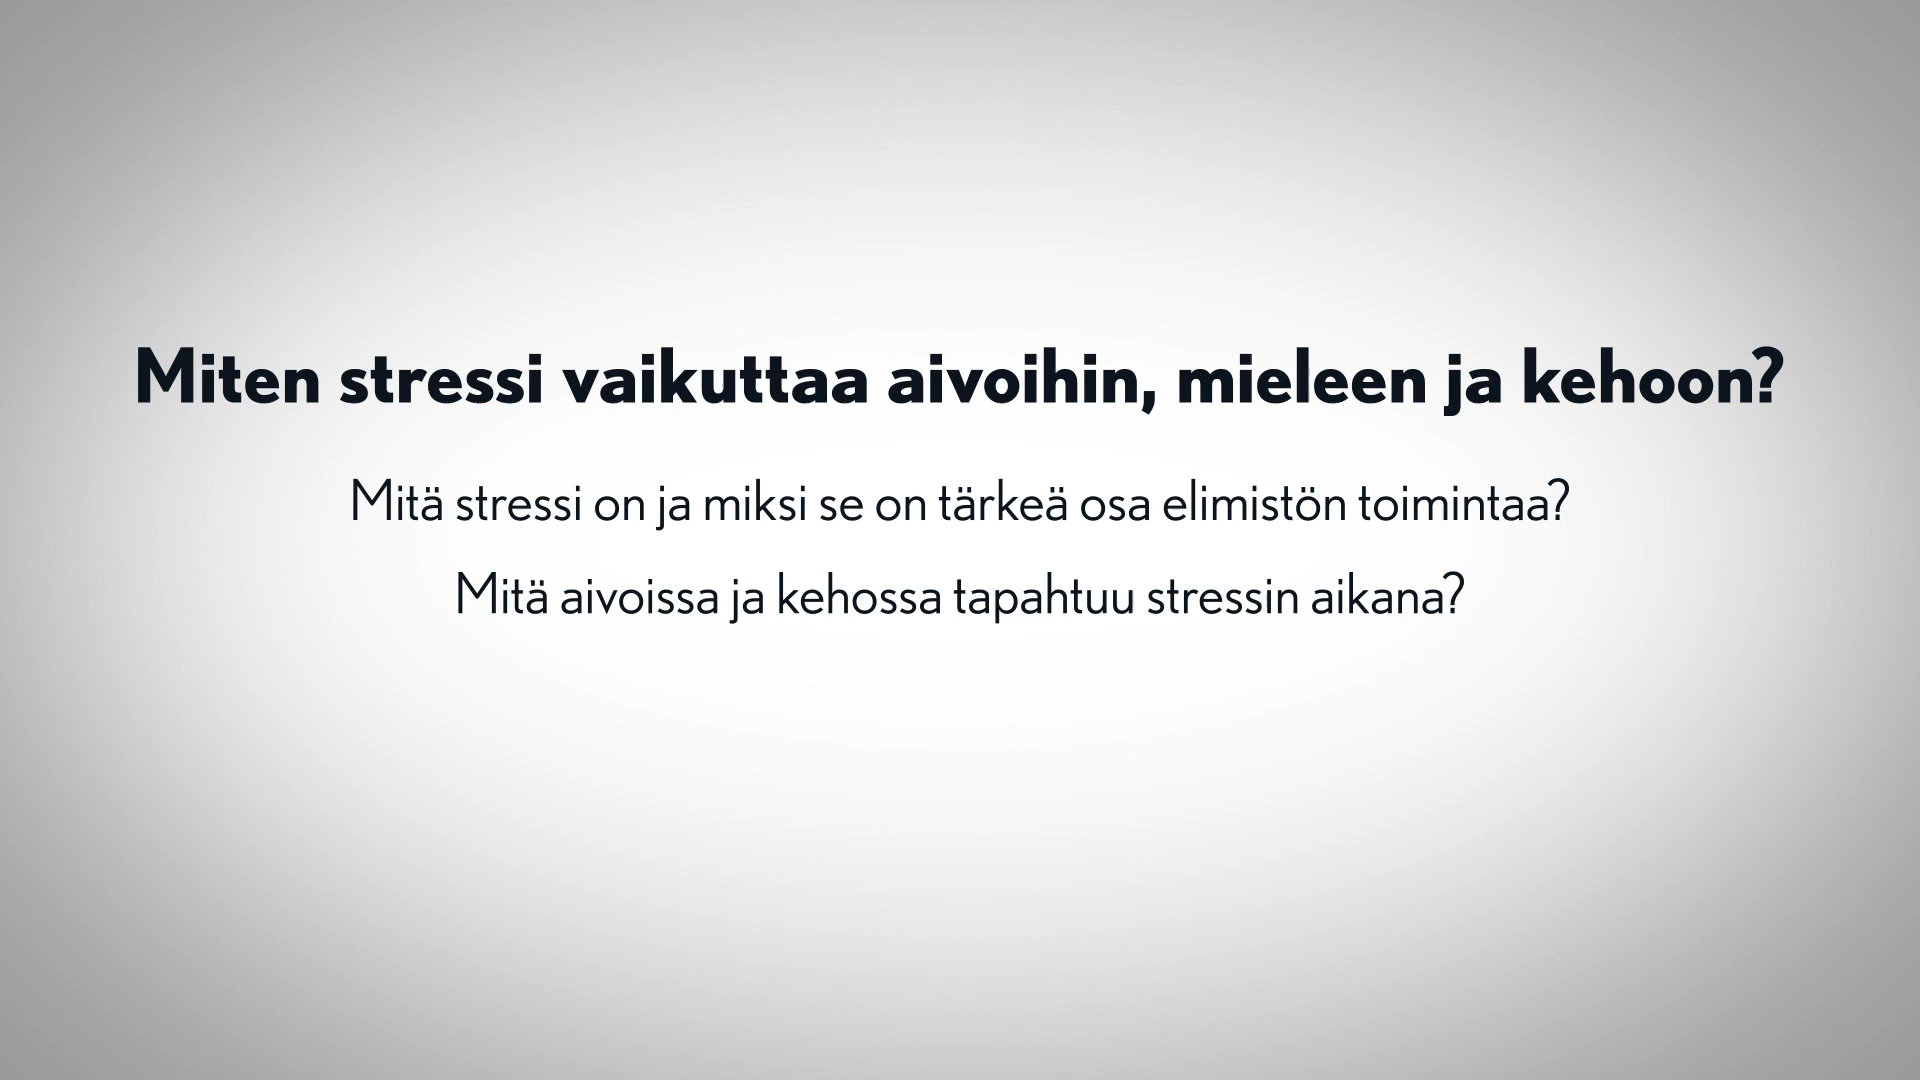 Miten stressi vaikuttaa aivoihin, mieleen ja kehoon?
Mitä stressi on ja miksi se on tärkeä osa elimistön toimintaa?
Mitä aivoissa ja kehossa tapahtuu stressin aikana?